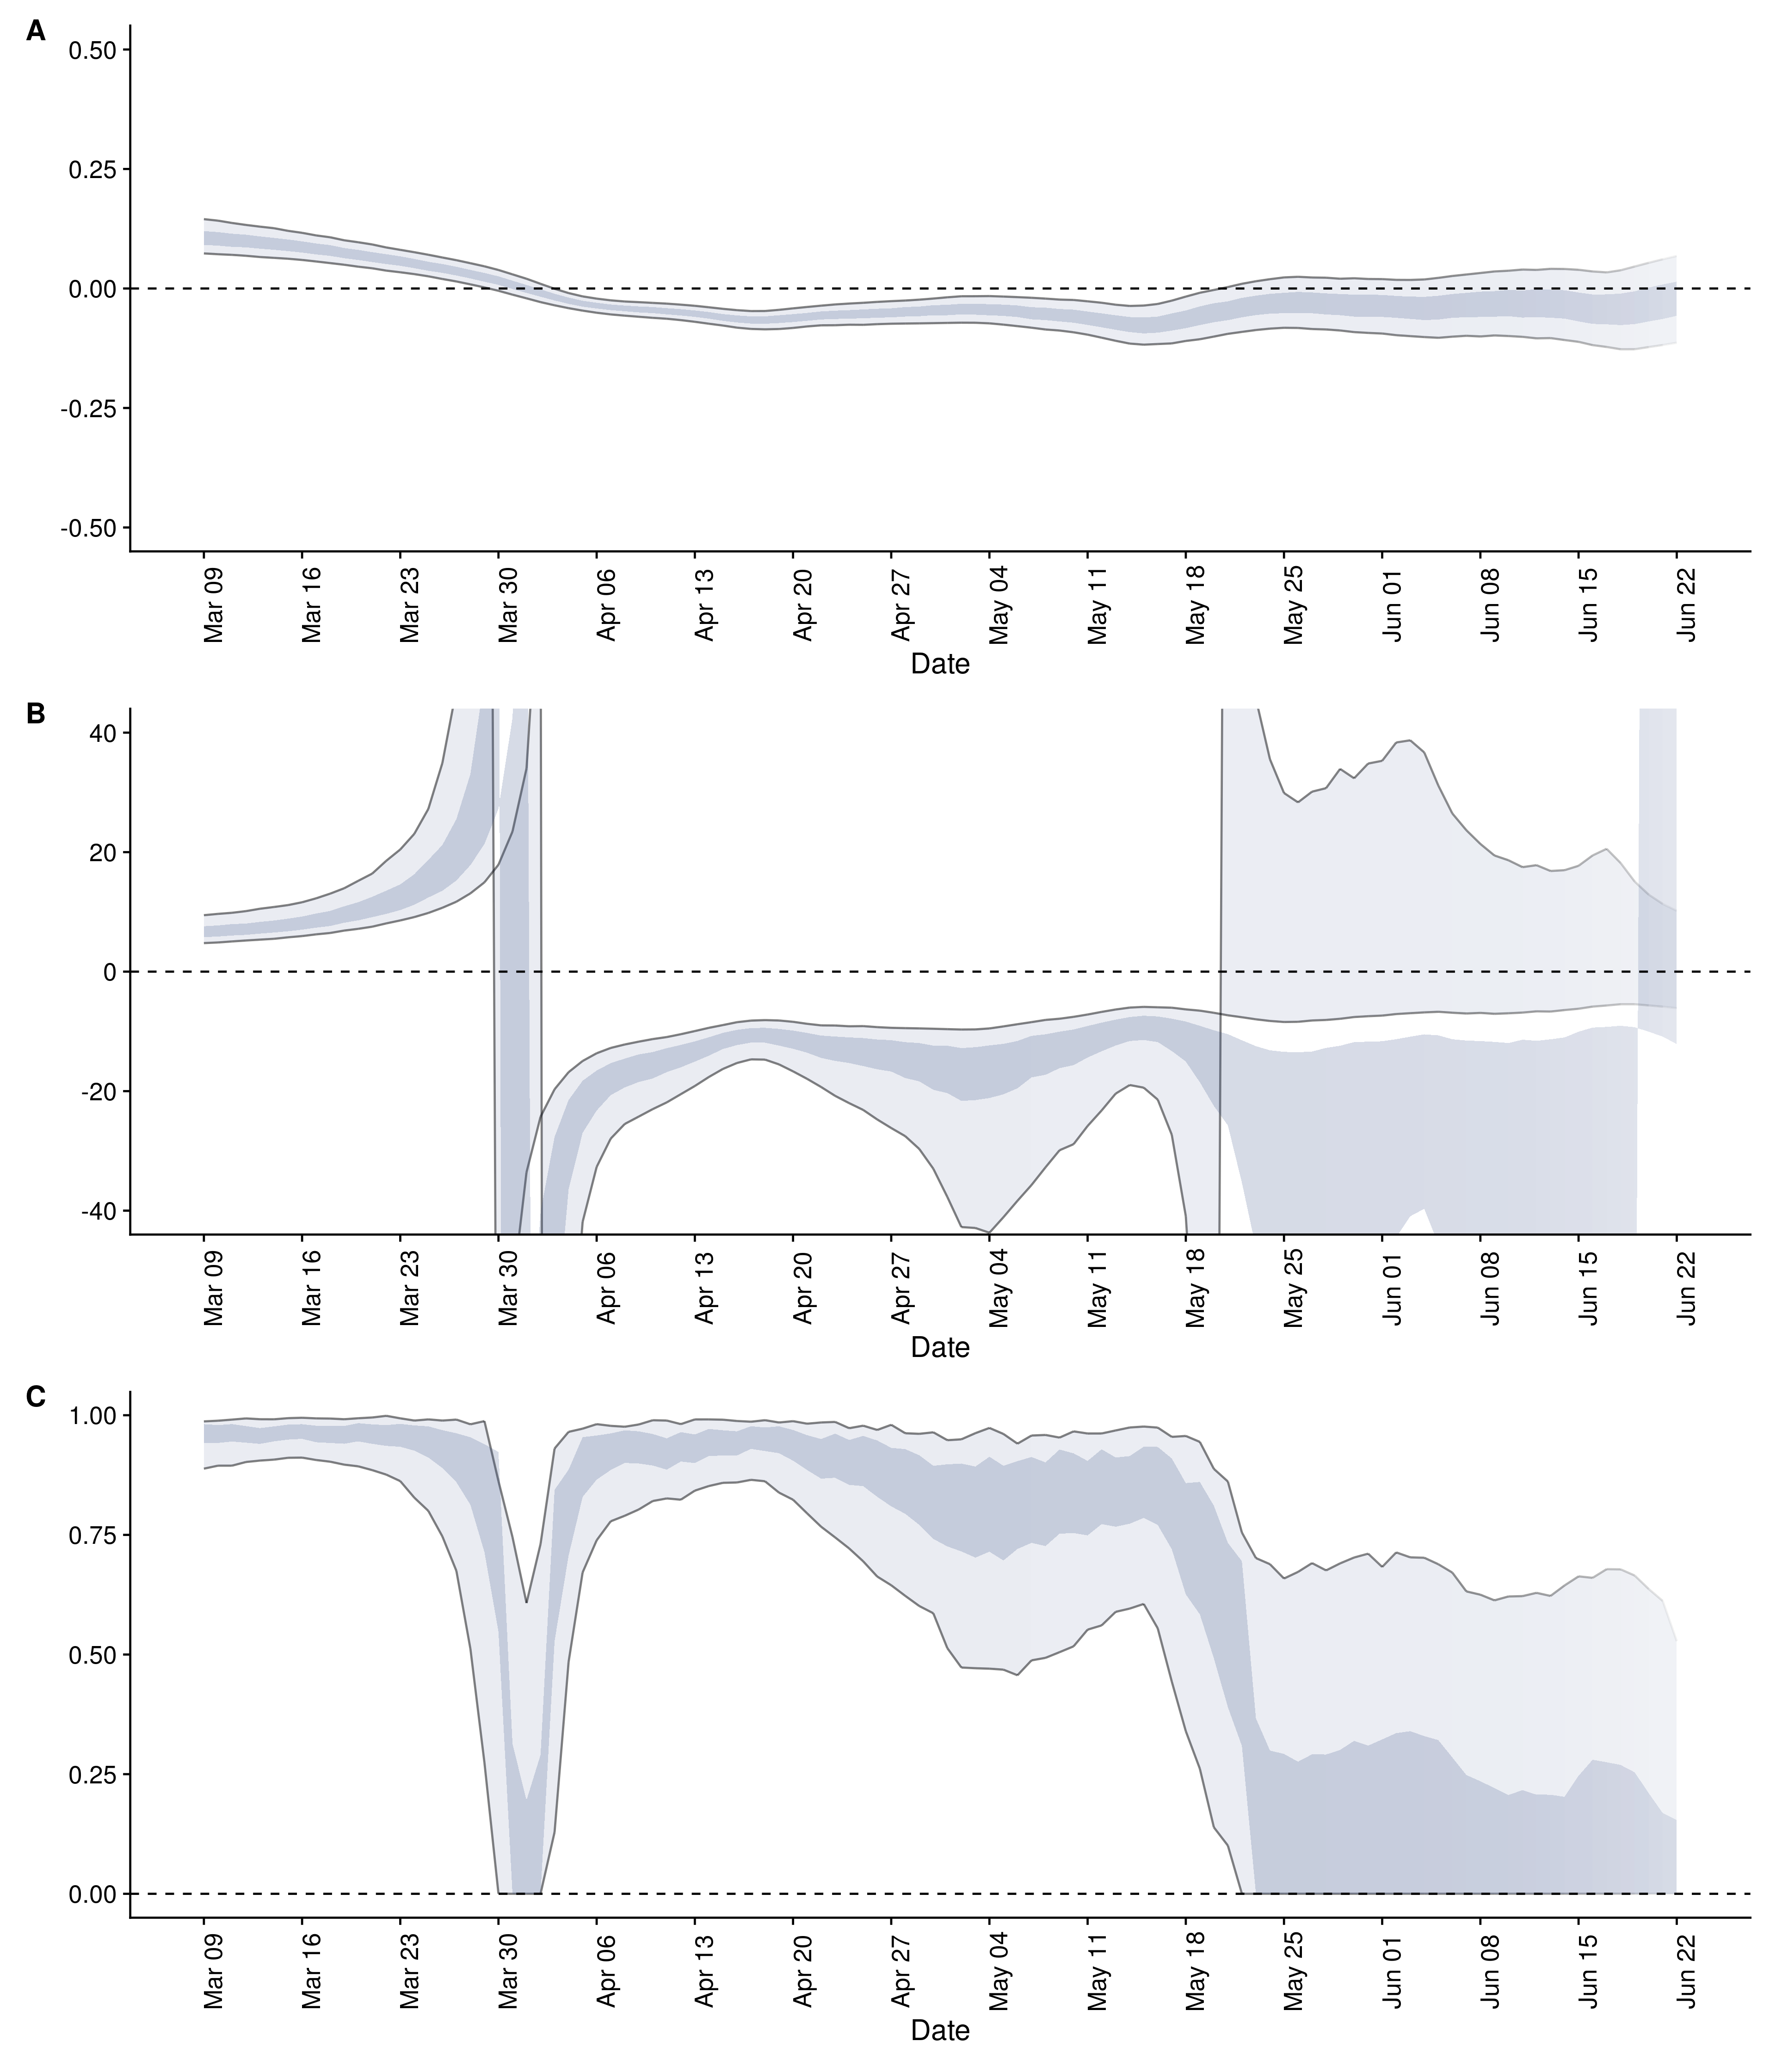 A
0.50
0.25
0.00
-0.25
-0.50
Mar 09
Mar 16
Mar 23
Mar 30
Apr 06
Apr 13
Apr 20
Apr 27
May 04
May 11
May 18
May 25
Jun 01
Jun 08
Jun 15
Jun 22
Date
B
40
20
0
-20
-40
Mar 09
Mar 16
Mar 23
Mar 30
Apr 06
Apr 13
Apr 20
Apr 27
May 04
May 11
May 18
May 25
Jun 01
Jun 08
Jun 15
Jun 22
Date
C
1.00
0.75
0.50
0.25
0.00
Mar 09
Mar 16
Mar 23
Mar 30
Apr 06
Apr 13
Apr 20
Apr 27
May 04
May 11
May 18
May 25
Jun 01
Jun 08
Jun 15
Jun 22
Date